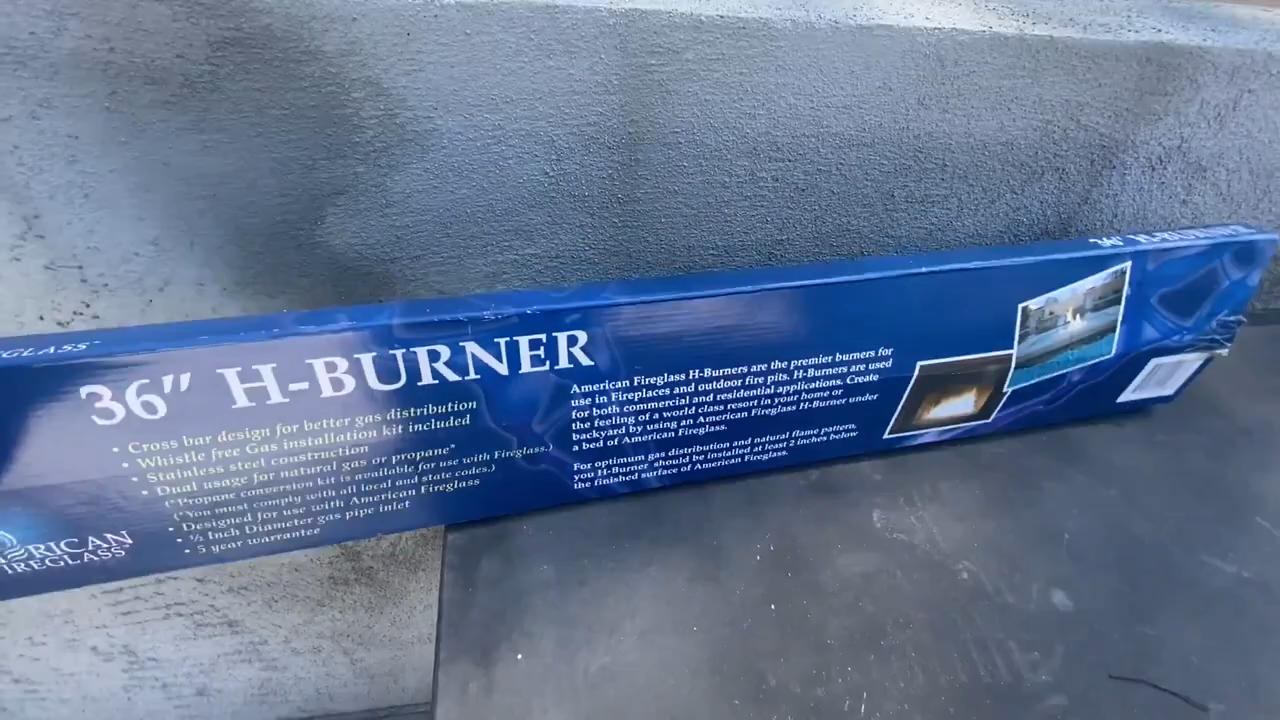 36" H-BURNER
GLASS™
36" H-BURNER
• Cross bar design for better gas distribution
• Whistle free Gas installation kit included
• Stainless steel construction
• Dual usage for natural gas or propane*
(*Propane conversion kit is available for use with Fireglass.)
(*You must comply with all local and state codes.)
• Designed for use with American Fireglass
• ½ Inch Diameter gas pipe inlet
• 5 year warrantee
American Fireglass H-Burners are the premier burners for
use in Fireplaces and outdoor fire pits. H-Burners are used
for both commercial and residential applications. Create
the feeling of a world class resort in your home or
backyard by using an American Fireglass H-Burner under
a bed of American Fireglass.
For optimum gas distribution and natural flame pattern,
you H-Burner should be installed at least 2 inches below
the finished surface of American Fireglass.
ERICAN
IREGLASS